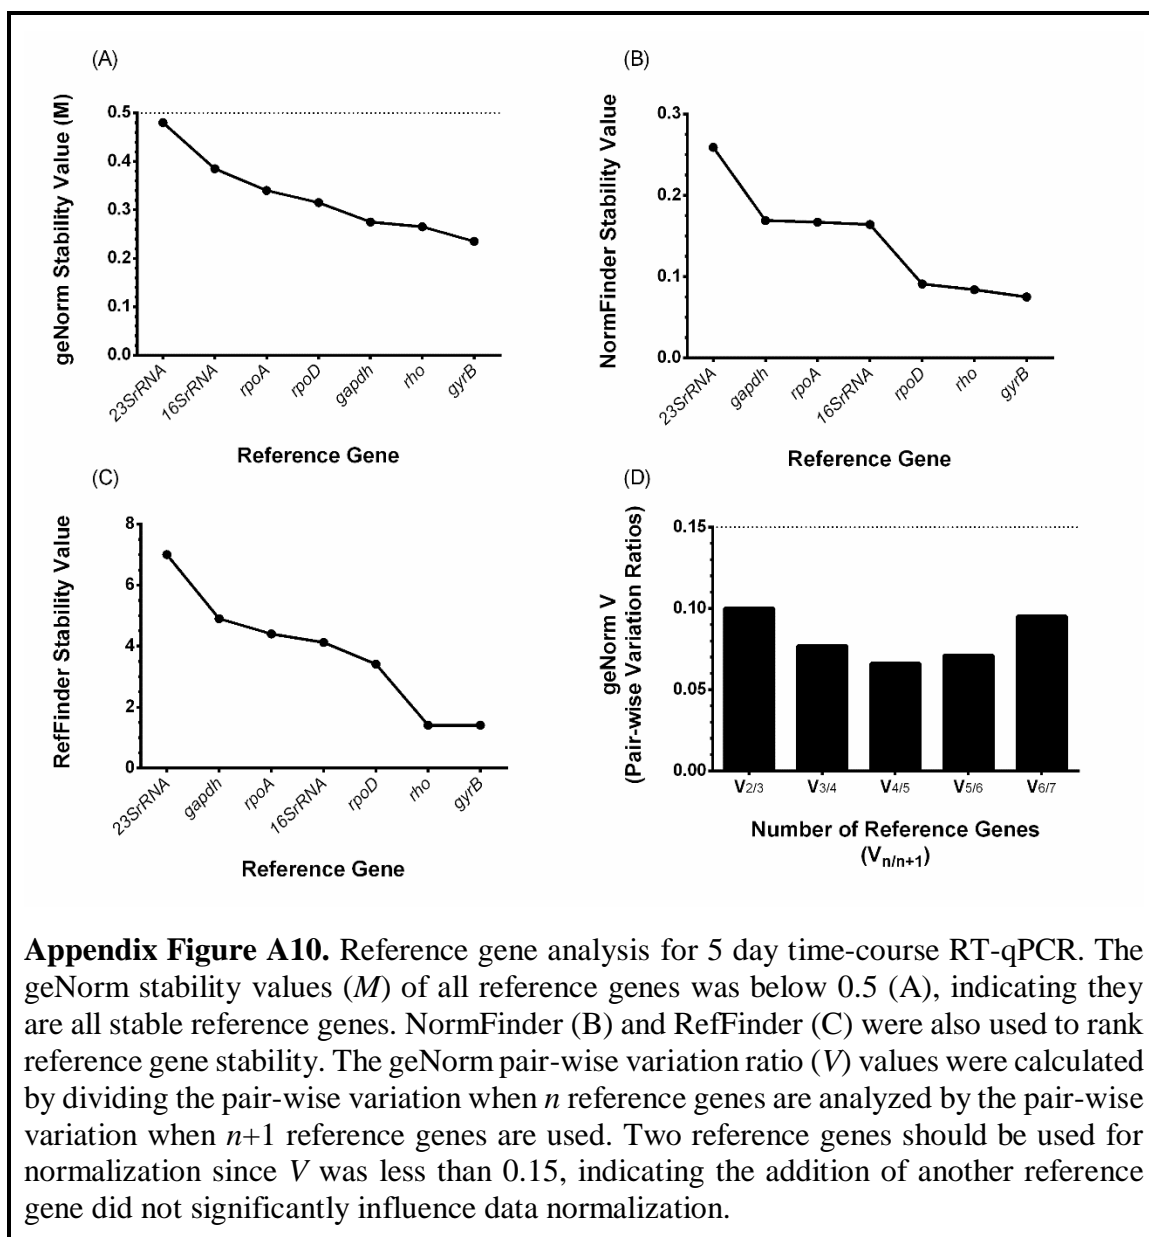 (A)
geNorm Stability Value (M)
0.5
0.4
0.3
0.2
0.1
0.0
23SrRNA
16SrRNA
rpoA
rpoD
gapdh
rho
gyrB
Reference Gene
(B)
NormFinder Stability Value
0.3
0.2
0.1
0.0
23SrRNA
gapdh
rpoA
16SrRNA
rpoD
rho
gyrB
Reference Gene
(C)
RefFinder Stability Value
8
6
4
2
0
23SrRNA
gapdh
rpoA
16SrRNA
rpoD
rho
gyrB
Reference Gene
(D)
geNorm V
(Pair-wise Variation Ratios)
0.15
0.10
0.05
0.00
V2/3
V3/4
V4/5
V5/6
V6/7
Number of Reference Genes
(Vn/n+1)
Appendix Figure A10. Reference gene analysis for 5 day time-course RT-qPCR. The
geNorm stability values (M) of all reference genes was below 0.5 (A), indicating they
are all stable reference genes. NormFinder (B) and RefFinder (C) were also used to rank
reference gene stability. The geNorm pair-wise variation ratio (V) values were calculated
by dividing the pair-wise variation when n reference genes are analyzed by the pair-wise
variation when n+1 reference genes are used. Two reference genes should be used for
normalization since V was less than 0.15, indicating the addition of another reference
gene did not significantly influence data normalization.